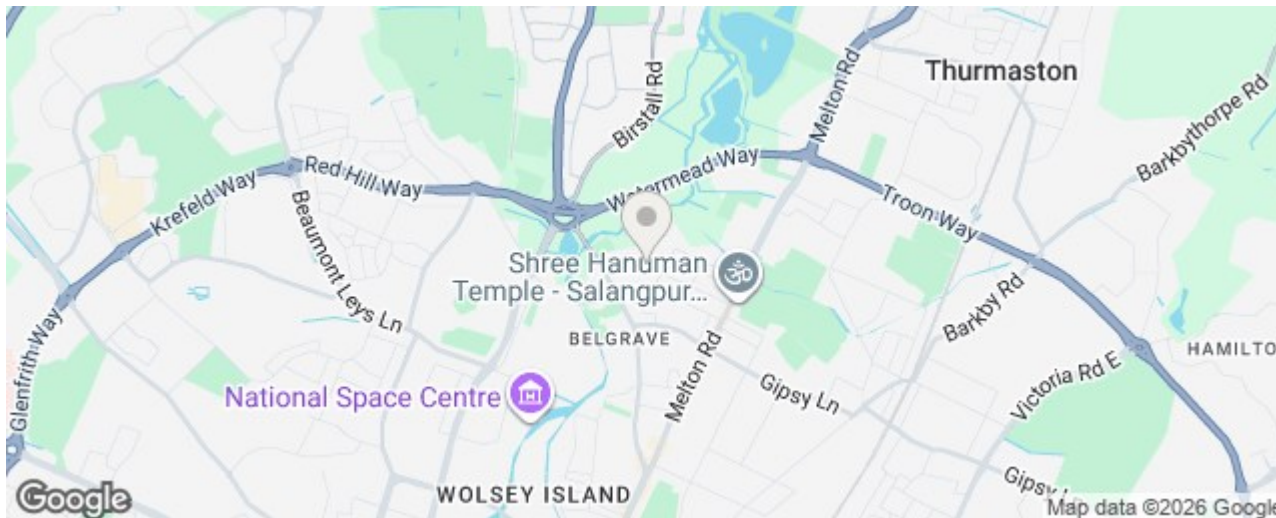 Thurmaston
Melton Rd
Birstall Rd
Barkbythorpe Rd
Red Hill Way
Watermead Way
Krefeld Way
Troon Way
Beaumont Leys Ln
Shree Hanuman
Temple - Salangpur...
Barkby Rd
BELGRAVE
HAMILTO
Glenfrith Way
Victoria Rd E
Melton Rd
National Space Centre
Gipsy Ln
WOLSEY ISLAND
Gipsy Ln
Google
Map data ©2026 Google